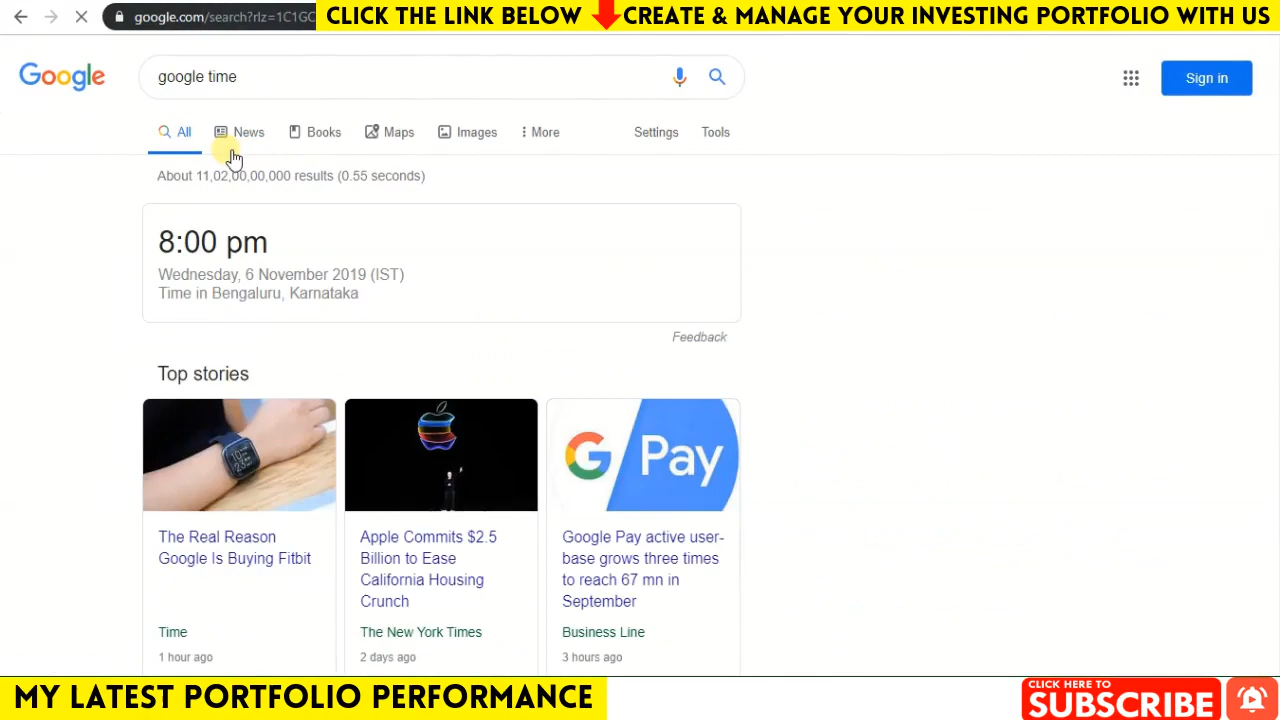 google.com/search?rlz=1C1GC
CLICK THE LINK BELOW CREATE & MANAGE YOUR INVESTING PORTFOLIO WITH US
Google
google time
Sign in
All News Books Maps Images More Settings Tools
About 11,02,00,00,000 results (0.55 seconds)
8:00 pm
Wednesday, 6 November 2019 (IST)
Time in Bengaluru, Karnataka
Feedback
Top stories
G Pay
The Real Reason
Google Is Buying Fitbit
Time
1 hour ago
Apple Commits $2.5
Billion to Ease
California Housing
Crunch
The New York Times
2 days ago
Google Pay active user-
base grows three times
to reach 67 mn in
September
Business Line
3 hours ago
MY LATEST PORTFOLIO PERFORMANCE
CLICK HERE TO
SUBSCRIBE